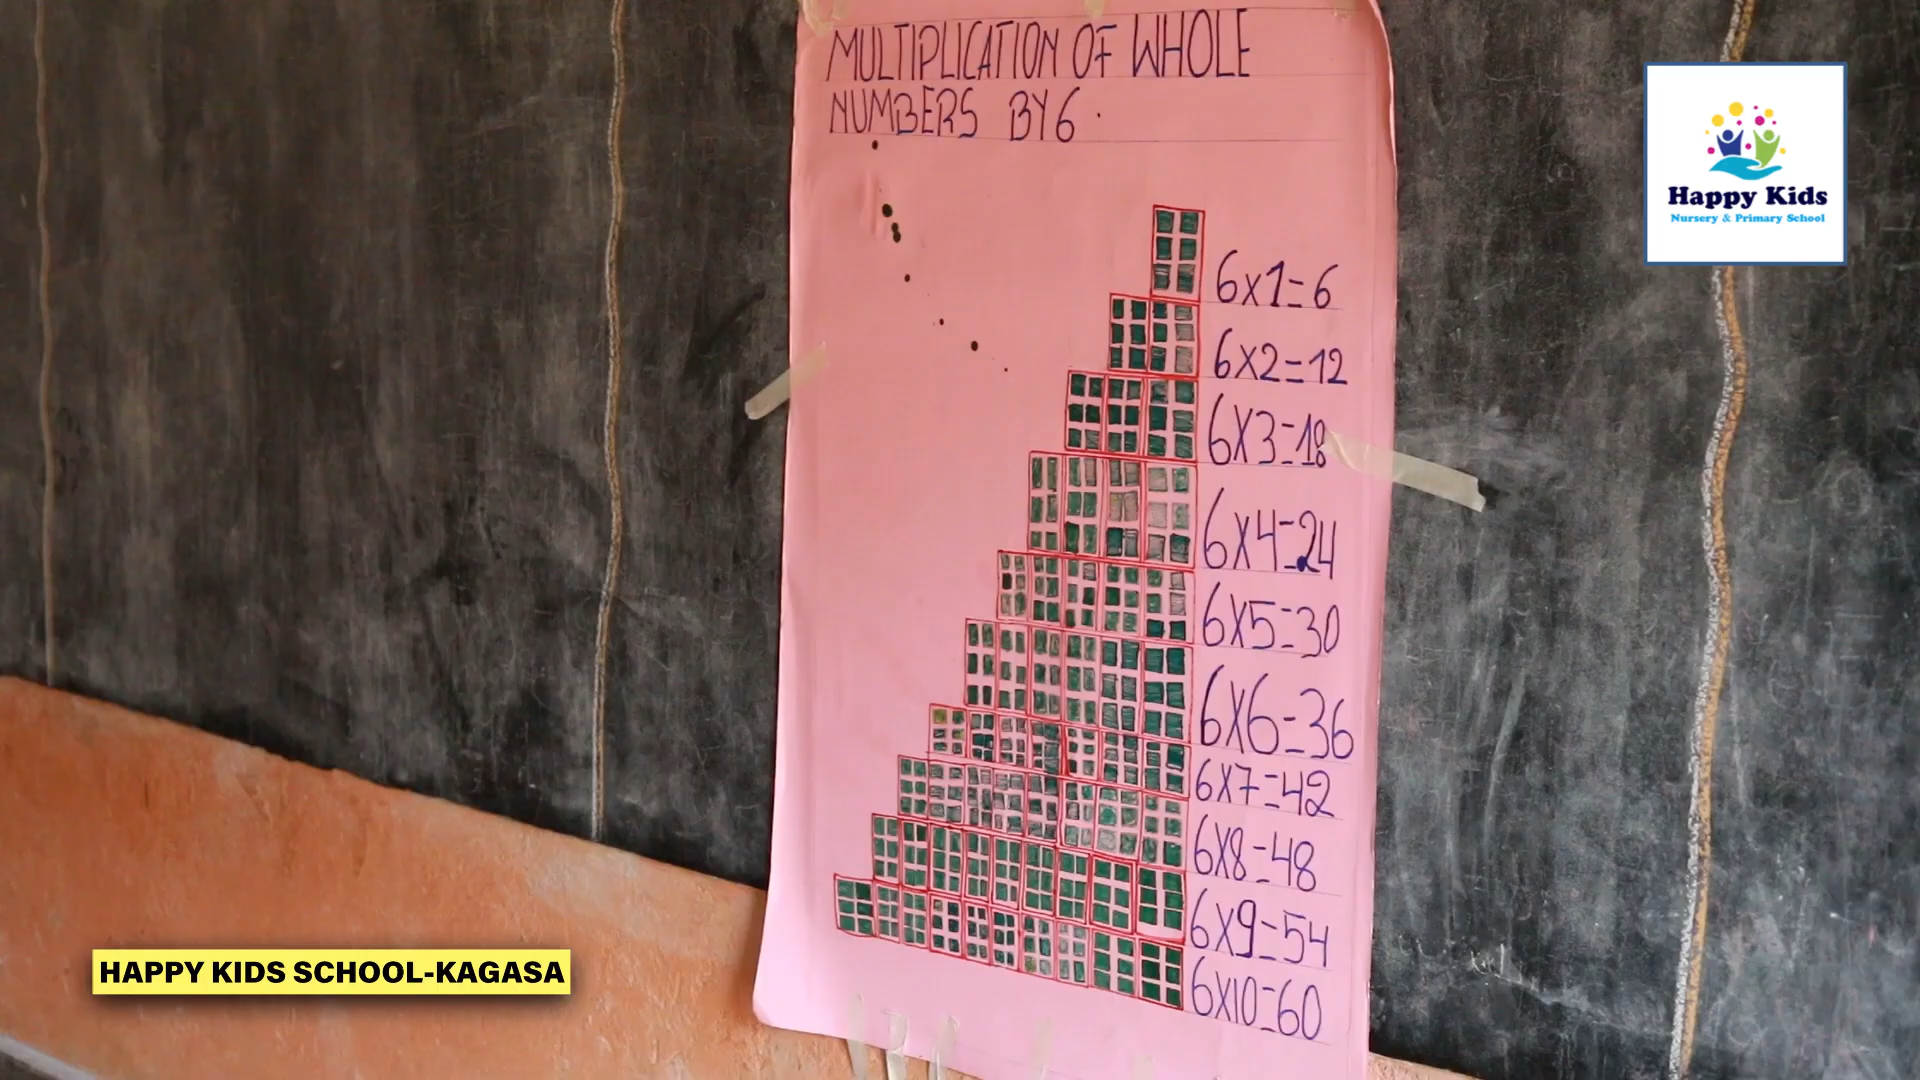 MULTIPLICATION OF WHOLE
NUMBERS BY 6.
6x1=6
6x2=12
6x3=18
6x4=24
6x5=30
6x6=36
6x7=42
6x8=48
6x9=54
6x10=60
Happy Kids
Nursery & Primary School
HAPPY KIDS SCHOOL-KAGASA